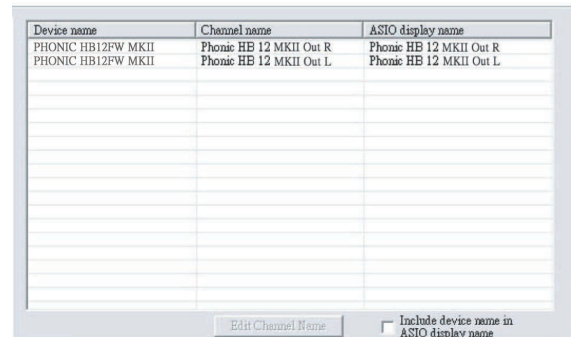 Device name Channel name ASIO display name
PHONIC HB12FW MKII Phonic HB 12 MKII Out R Phonic HB 12 MKII Out R
PHONIC HB12FW MKII Phonic HB 12 MKII Out L Phonic HB 12 MKII Out L
Edit Channel Name
Include device name in
ASIO display name